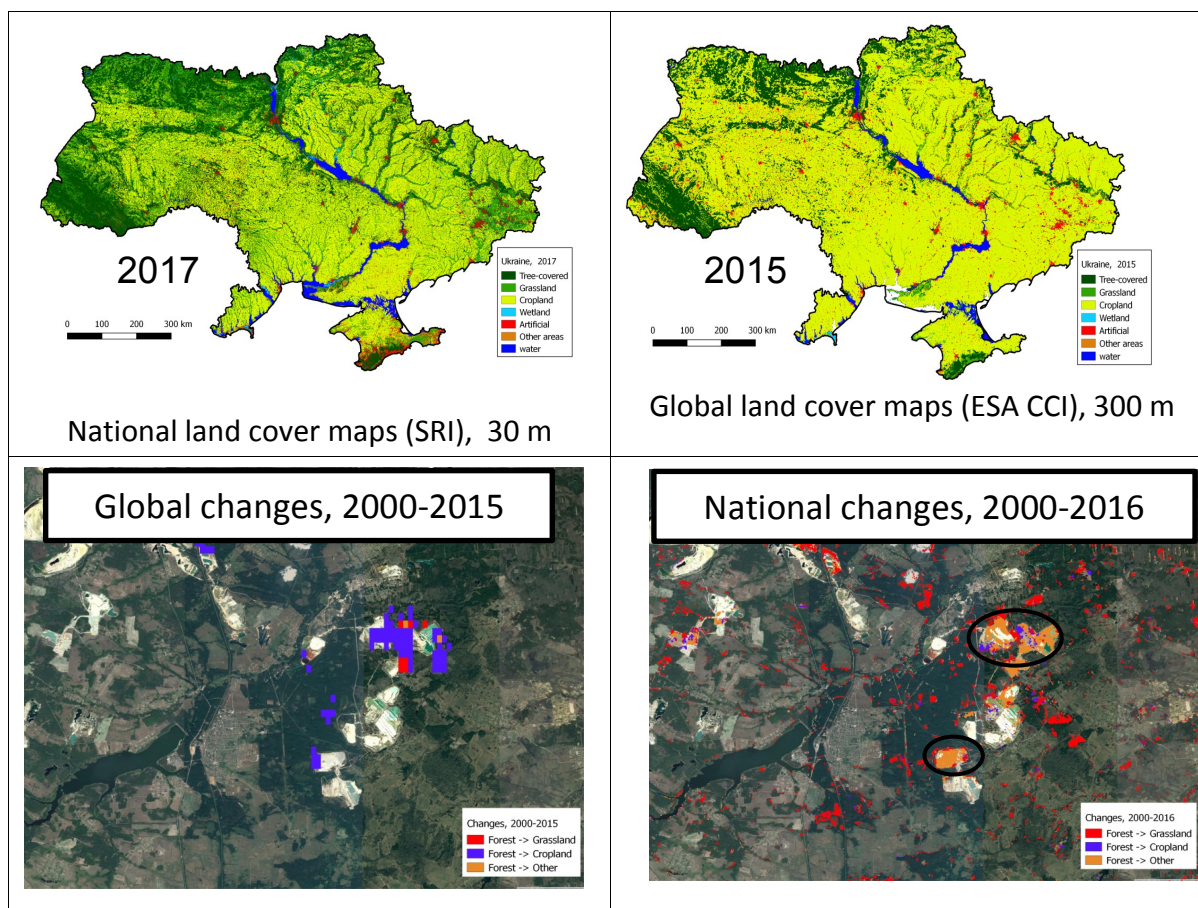 2017
Ukraine, 2017
Tree-covered
Grassland
Cropland
Wetland
Artificial
Other areas
water
0 100 200 300 km
National land cover maps (SRI), 30 m
2015
Ukraine, 2015
Tree-covered
Grassland
Cropland
Wetland
Artificial
Other areas
water
0 100 200 300 km
Global land cover maps (ESA CCI), 300 m
Global changes, 2000-2015
Changes, 2000-2015
Forest -> Grassland
Forest -> Cropland
Forest -> Other
National changes, 2000-2016
Changes, 2000-2016
Forest -> Grassland
Forest -> Cropland
Forest -> Other